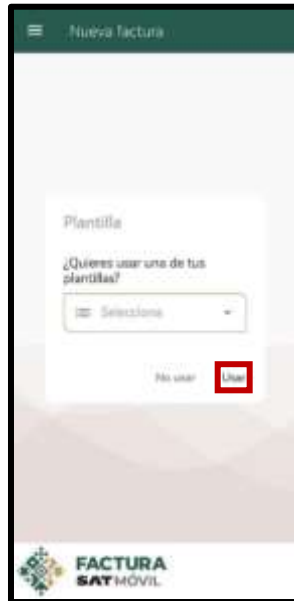 Nueva factura
Plantilla
¿Quieres usar una de tus
plantillas?
Selecciona
No usar Usar
FACTURA
SAT MÓVIL